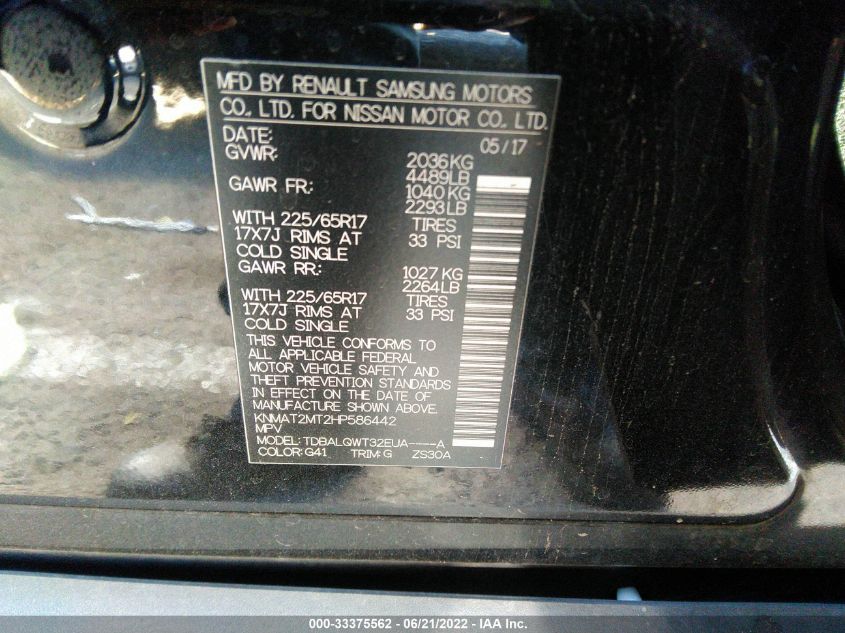 MFD BY RENAULT SAMSUNG MOTORS
CO., LTD. FOR NISSAN MOTOR CO., LTD.
DATE: 05/17
GVWR: 2036KG
4489LB
GAWR FR: 1040KG
2293LB
WITH 225/65R17 TIRES
17X7J RIMS AT 33 PSI
COLD SINGLE
GAWR RR: 1027KG
2264LB
WITH 225/65R17 TIRES
17X7J RIMS AT 33 PSI
COLD SINGLE
THIS VEHICLE CONFORMS TO
ALL APPLICABLE FEDERAL
MOTOR VEHICLE SAFETY AND
THEFT PREVENTION STANDARDS
IN EFFECT ON THE DATE OF
MANUFACTURE SHOWN ABOVE.
KNMAT2MT2HP586442
MPV
MODEL: TDBALQWT32EUA----A
COLOR: G41 TRIM: G ZS30A
000-33375562 - 06/21/2022 - IAA Inc.